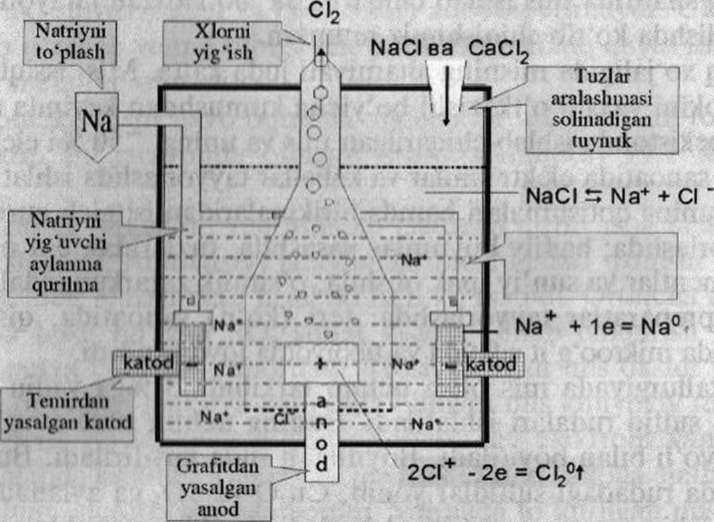 Cl2
Natriyni
to'plash
Xlorni
yig'ish
NaCl ва CaCl2
Tuzlar
aralashmasi
solinadigan
tuynuk
Na
NaCl ⇆ Na+ + Cl -
Natriyni
yig'uvchi
aylanma
qurilma
Na+
Na+
Na+ + 1e = Na0
katod
-
Na+
+
Na+
-
katod
Temirdan
yasalgan katod
Na+
Cl-
anod
Na+
Grafitdan
yasalgan
anod
2Cl+ - 2e = Cl20↑